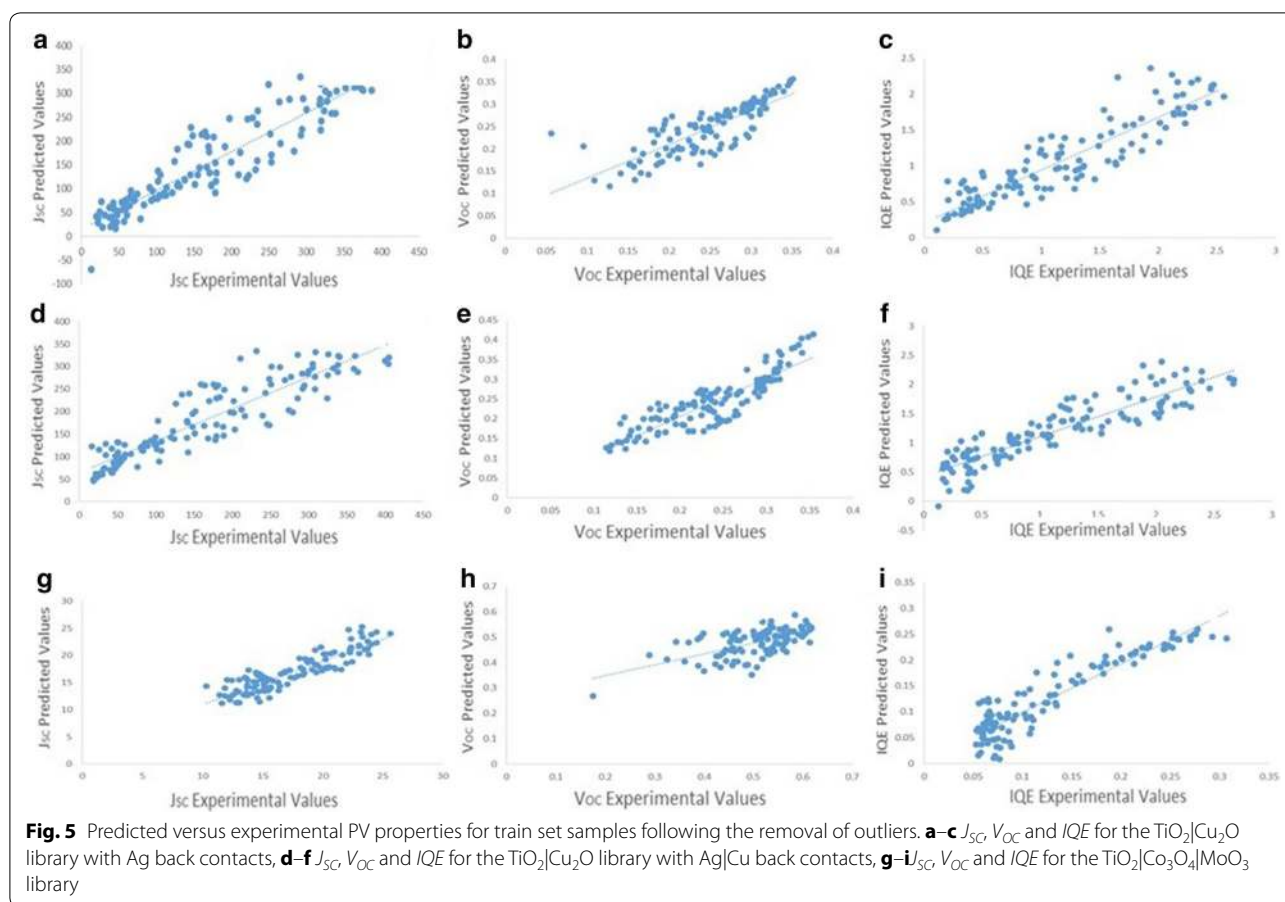 a
400
350
300
250
200
150
100
50
0
-50
-100
0 50 100 150 200 250 300 350 400 450
Jsc Predicted Values
Jsc Experimental Values
b
0.4
0.35
0.3
0.25
0.2
0.15
0.1
0.05
0
0 0.05 0.1 0.15 0.2 0.25 0.3 0.35 0.4
Voc Predicted Values
Voc Experimental Values
c
2.5
2
1.5
1
0.5
0
0 0.5 1 1.5 2 2.5 3
IQE Predicted Values
IQE Experimental Values
d
400
350
300
250
200
150
100
50
0
0 50 100 150 200 250 300 350 400 450
Jsc Predicted Values
Jsc Experimental Values
e
0.45
0.4
0.35
0.3
0.25
0.2
0.15
0.1
0.05
0
0 0.05 0.1 0.15 0.2 0.25 0.3 0.35 0.4
Voc Predicted Values
Voc Experimental Values
f
3
2.5
2
1.5
1
0.5
0
-0.5
0 0.5 1 1.5 2 2.5 3
IQE Predicted Values
IQE Experimental Values
g
30
25
20
15
10
5
0
0 5 10 15 20 25 30
Jsc Predicted Values
Jsc Experimental Values
h
0.7
0.6
0.5
0.4
0.3
0.2
0.1
0
0 0.1 0.2 0.3 0.4 0.5 0.6 0.7
Voc Predicted Values
Voc Experimental Values
i
0.35
0.3
0.25
0.2
0.15
0.1
0.05
0
0 0.05 0.1 0.15 0.2 0.25 0.3 0.35
IQE Predicted Values
IQE Experimental Values
Fig. 5 Predicted versus experimental PV properties for train set samples following the removal of outliers. a–c JSC, VOC and IQE for the TiO2|Cu2O
library with Ag back contacts, d–f JSC, VOC and IQE for the TiO2|Cu2O library with Ag|Cu back contacts, g–iJSC, VOC and IQE for the TiO2|Co3O4|MoO3
library